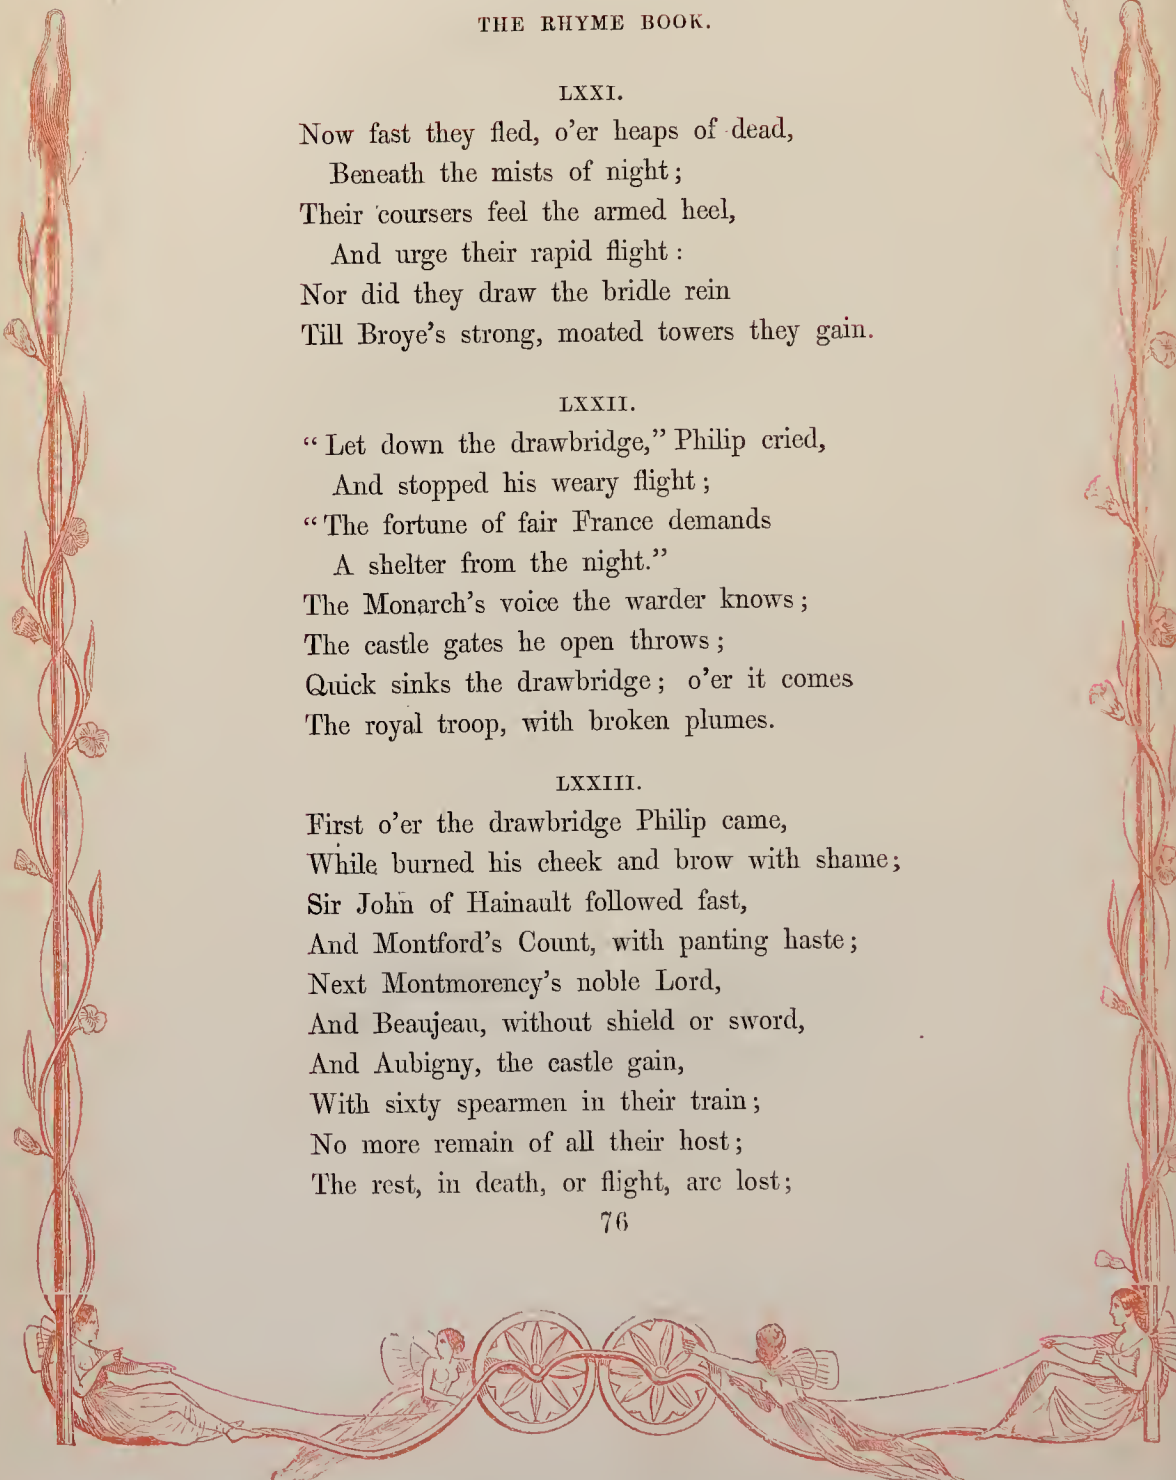 THE RHYME BOOK.
LXXI.
Now fast they fled, o’er heaps of dead,
Beneath the mists of night;
Their coursers feel the armed heel,
And urge their rapid flight:
Nor did they draw the bridle rein
Till Broye’s strong, moated towers they gain.
LXXII.
“Let down the drawbridge,” Philip cried,
And stopped his weary flight;
“The fortune of fair France demands
A shelter from the night.”
The Monarch’s voice the warder knows;
The castle gates he open throws;
Quick sinks the drawbridge; o’er it comes
The royal troop, with broken plumes.
LXXIII.
First o’er the drawbridge Philip came,
While burned his cheek and brow with shame;
Sir John of Hainault followed fast,
And Montford’s Count, with panting haste;
Next Montmorency’s noble Lord,
And Beaujeau, without shield or sword,
And Aubigny, the castle gain,
With sixty spearmen in their train;
No more remain of all their host;
The rest, in death, or flight, are lost;
76